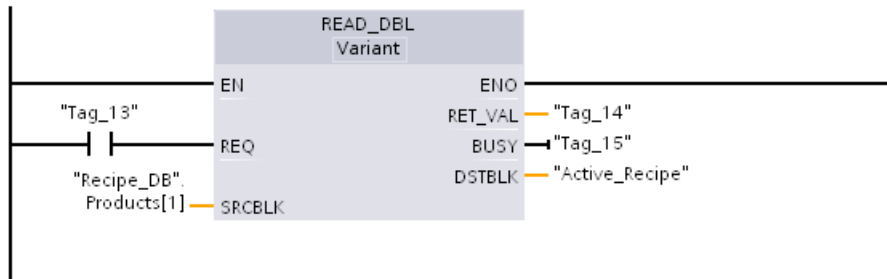 READ_DBL
Variant
EN
ENO
"Tag_13"
RET_VAL
"Tag_14"
REQ
BUSY
"Tag_15"
"Recipe_DB".
Products[1]
DSTBLK
"Active_Recipe"
SRCBLK